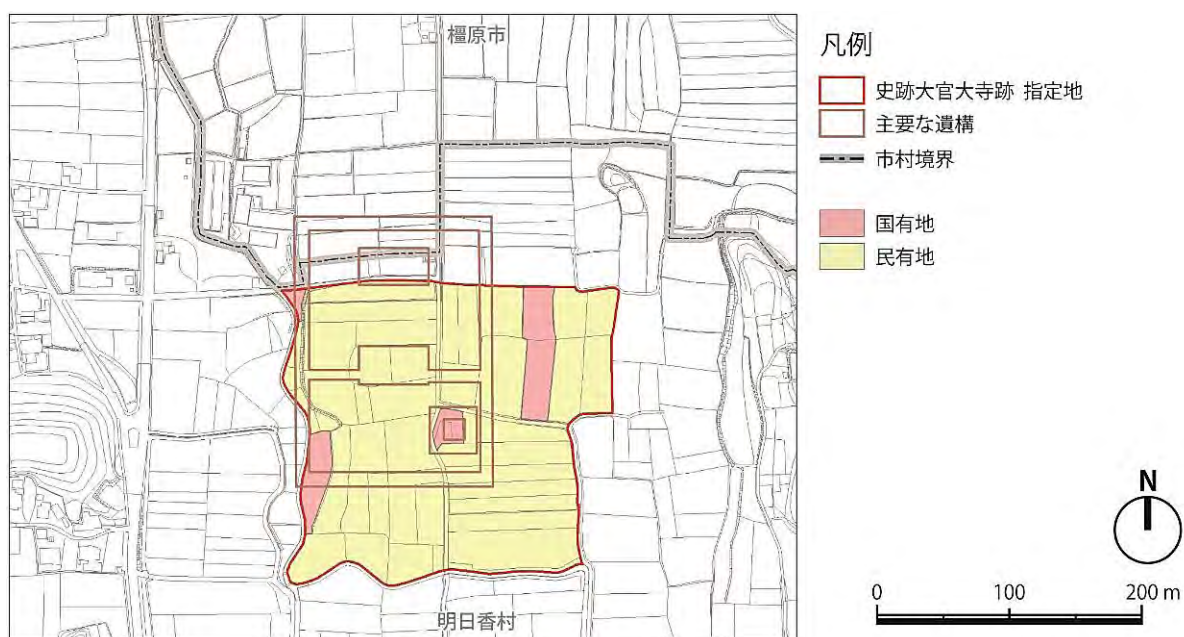 橿原市
明日香村
凡例
史跡大官大寺跡 指定地
主要な遺構
市村境界
国有地
民有地
N
0 100 200 m